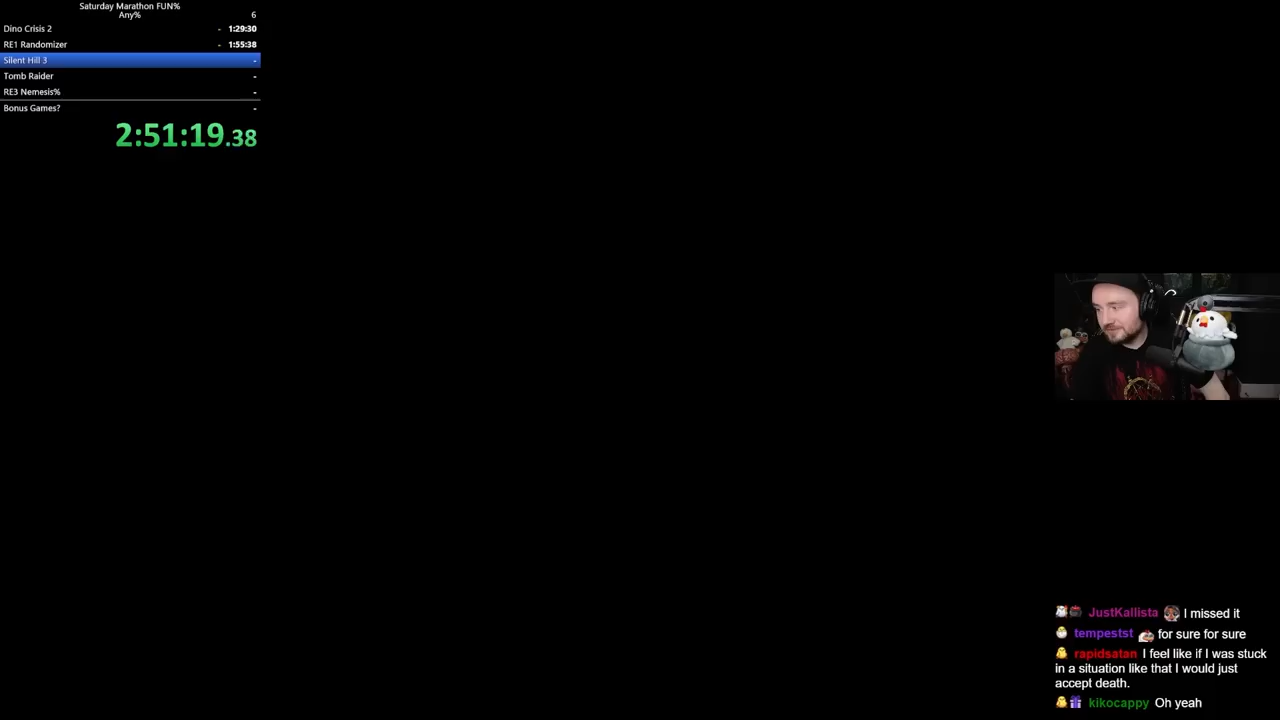 Saturday Marathon FUN%
Any% 6
Dino Crisis 2 - 1:29:30
RE1 Randomizer - 1:55:38
Silent Hill 3 -
Tomb Raider -
RE3 Nemesis% -
Bonus Games? -
2:51:19.38
JustKallista I missed it
tempestst for sure for sure
rapidsatan I feel like if I was stuck
in a situation like that I would just
accept death.
kikocappy Oh yeah